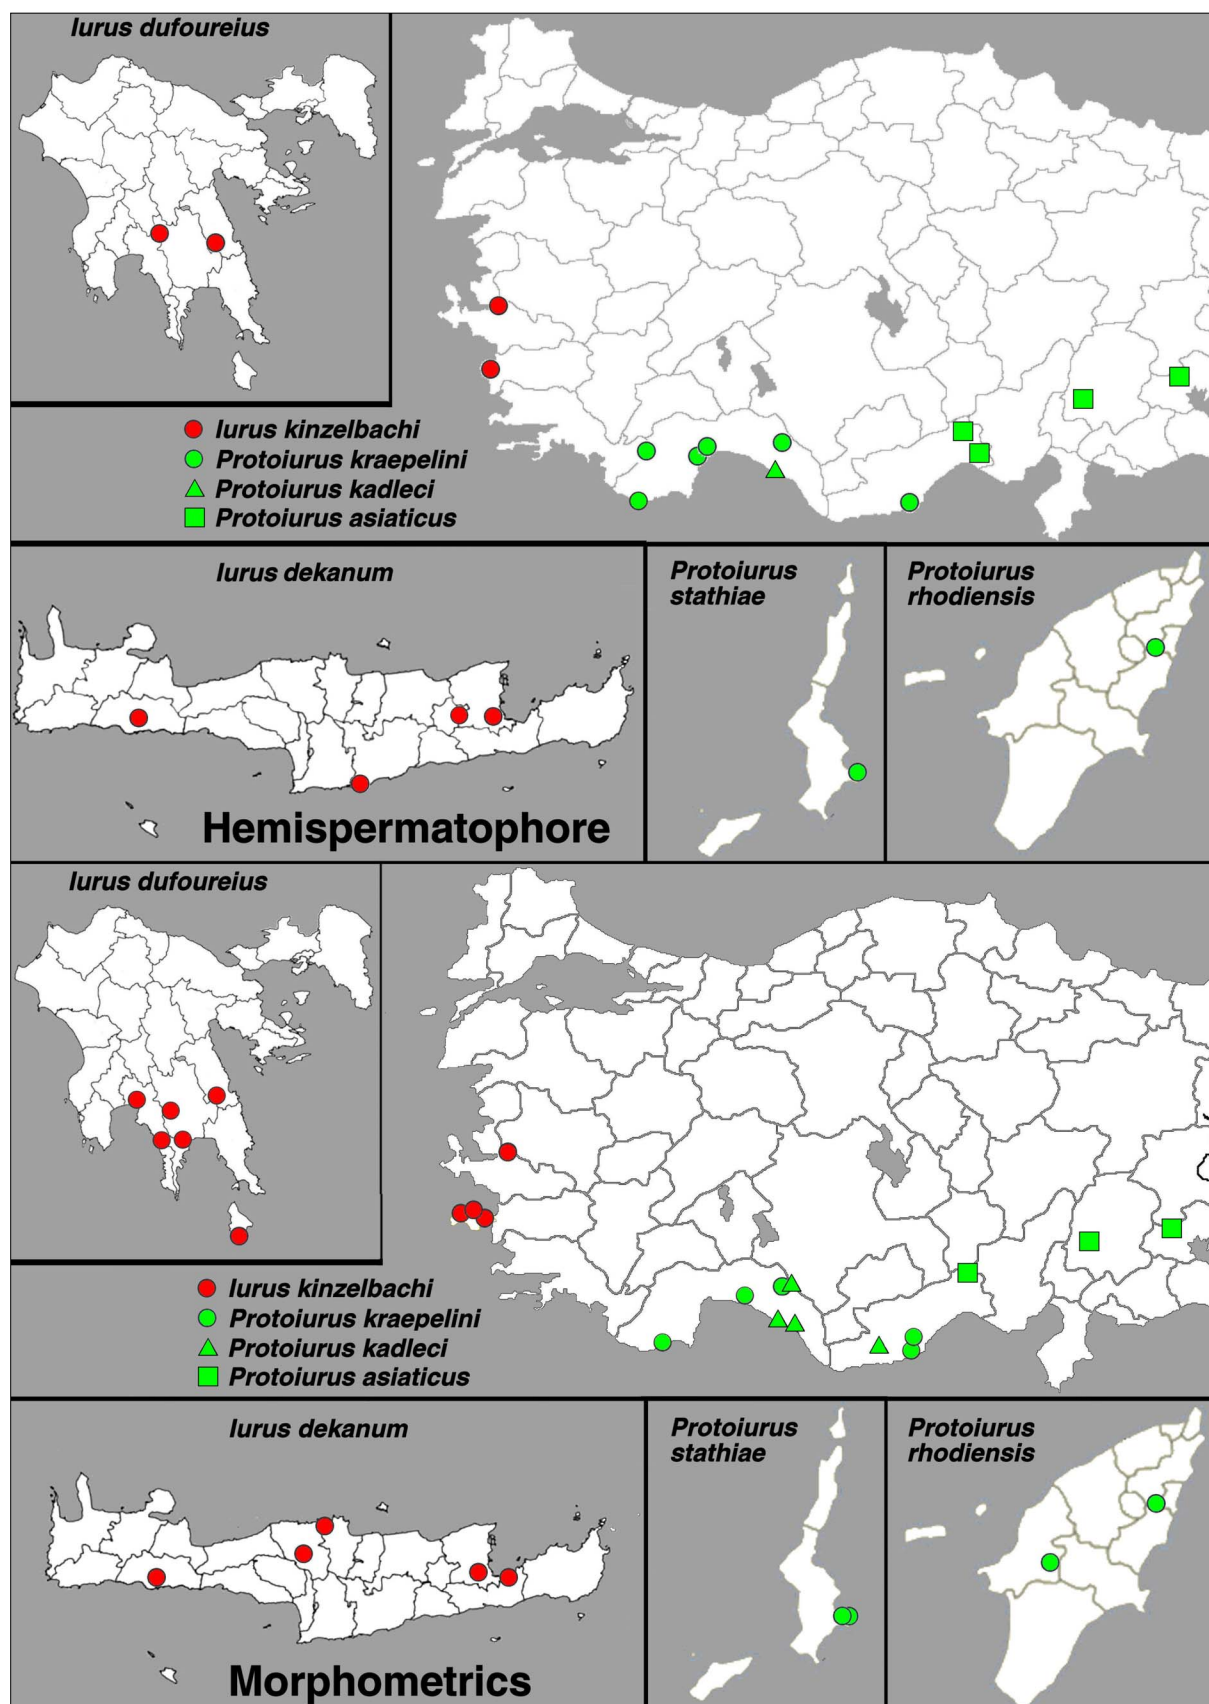 Iurus dufoureius
Iurus kinzelbachi
Protoiurus kraepelini
Protoiurus kadleci
Protoiurus asiaticus
Iurus dekanum
Protoiurus
stathiae
Protoiurus
rhodiensis
Hemispermatophore
Iurus dufoureius
Iurus kinzelbachi
Protoiurus kraepelini
Protoiurus kadleci
Protoiurus asiaticus
Iurus dekanum
Protoiurus
stathiae
Protoiurus
rhodiensis
Morphometrics